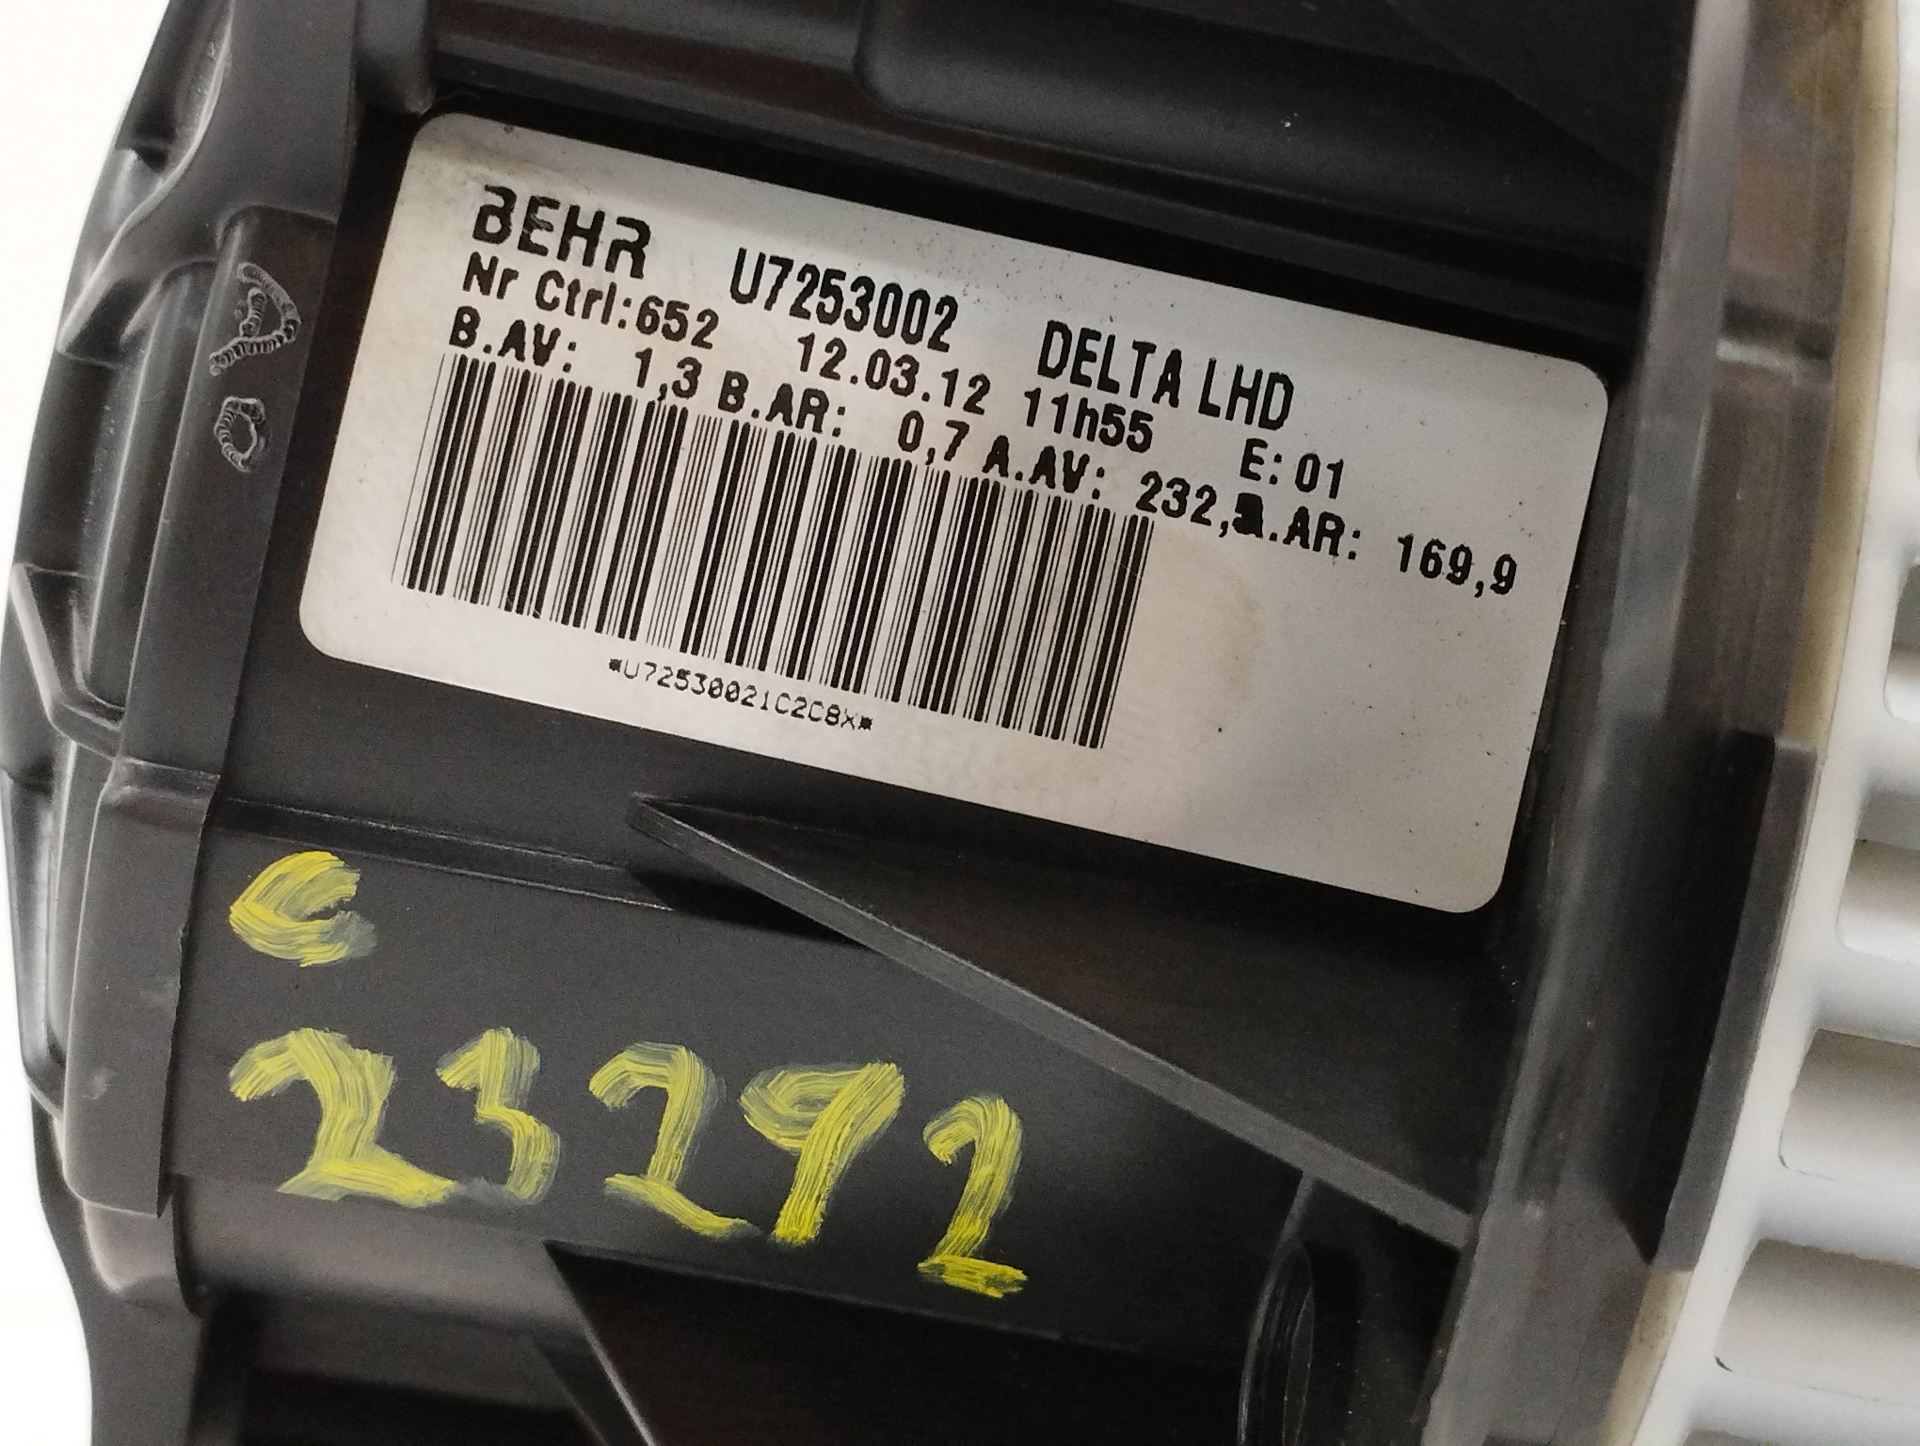 BEHR U7253002 DELTA LHD
Nr Ctrl:652 12.03.12 11h55 E: 01
B.AV: 1,3 B.AR: 0,7 A.AV: 232, A.AR: 169,9
*U72530021C2C8X*
C
23292